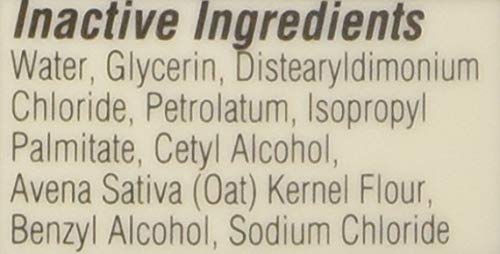 Inactive Ingredients
Water, Glycerin, Distearyldimonium
Chloride, Petrolatum, Isopropyl
Palmitate, Cetyl Alcohol,
Avena Sativa (Oat) Kernel Flour,
Benzyl Alcohol, Sodium Chloride